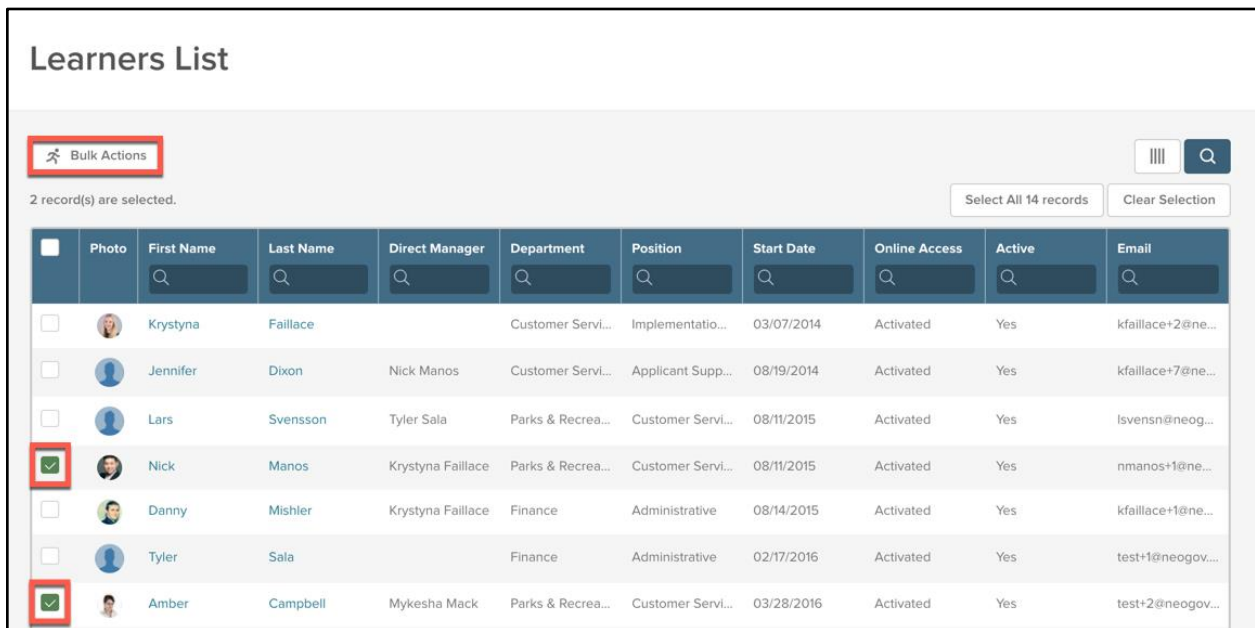 Learners List
Bulk Actions
2 record(s) are selected.
Select All 14 records Clear Selection
Photo First Name Last Name Direct Manager Department Position Start Date Online Access Active Email
Krystyna Faillace Customer Servi... Implementatio... 03/07/2014 Activated Yes kfaillace+2@ne...
Jennifer Dixon Nick Manos Customer Servi... Applicant Supp... 08/19/2014 Activated Yes kfaillace+7@ne...
Lars Svensson Tyler Sala Parks & Recrea... Customer Servi... 08/11/2015 Activated Yes lsvensn@neog...
Nick Manos Krystyna Faillace Parks & Recrea... Customer Servi... 08/11/2015 Activated Yes nmanos+1@ne...
Danny Mishler Krystyna Faillace Finance Administrative 08/14/2015 Activated Yes kfaillace+1@ne...
Tyler Sala Finance Administrative 02/17/2016 Activated Yes test+1@neogov....
Amber Campbell Mykesha Mack Parks & Recrea... Customer Servi... 03/28/2016 Activated Yes test+2@neogov...